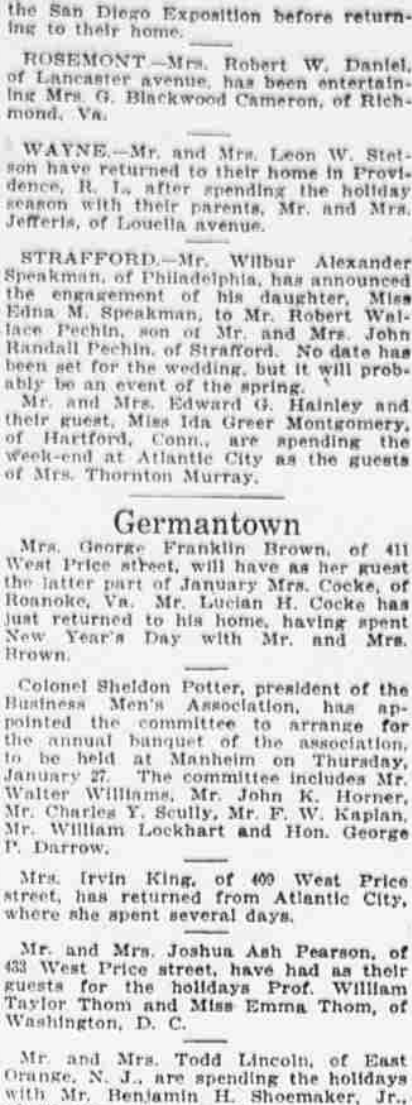 the San Diego Exposition before return-
ing to their home.
ROSEMONT.—Mrs. Robert W. Daniel,
of Lancaster avenue, has been entertain-
ing Mrs. G. Blackwood Cameron, of Rich-
mond, Va.
WAYNE.—Mr. and Mrs. Leon W. Stet-
son have returned to their home in Provi-
dence, R. I., after spending the holiday
season with their parents, Mr. and Mrs.
Jefferis, of Louella avenue.
STRAFFORD.—Mr. Wilbur Alexander
Speakman, of Philadelphia, has announced
the engagement of his daughter, Miss
Edna M. Speakman, to Mr. Robert Wal-
lace Pechin, son of Mr. and Mrs. John
Randall Pechin, of Strafford. No date has
been set for the wedding, but it will prob-
ably be an event of the spring.
Mr. and Mrs. Edward G. Hainley and
their guest, Miss Ida Greer Montgomery,
of Hartford, Conn., are spending the
week-end at Atlantic City as the guests
of Mrs. Thornton Murray.
Germantown
Mrs. George Franklin Brown, of 411
West Price street, will have as her guest
the latter part of January Mrs. Cocke, of
Roanoke, Va. Mr. Lucian H. Cocke has
just returned to his home, having spent
New Year's Day with Mr. and Mrs.
Brown.
Colonel Sheldon Potter, president of the
Business Men's Association, has ap-
pointed the committee to arrange for
the annual banquet of the association,
to be held at Manheim on Thursday,
January 27. The committee includes Mr.
Walter Williams, Mr. John K. Horner,
Mr. Charles Y. Scully, Mr. F. W. Kaplan,
Mr. William Lockhart and Hon. George
P. Darrow.
Mrs. Irvin King, of 409 West Price
street, has returned from Atlantic City,
where she spent several days.
Mr. and Mrs. Joshua Ash Pearson, of
433 West Price street, have had as their
guests for the holidays Prof. William
Taylor Thom and Miss Emma Thom, of
Washington, D. C.
Mr. and Mrs. Todd Lincoln, of East
Orange, N. J., are spending the holidays
with Mr. Benjamin H. Shoemaker, Jr.,